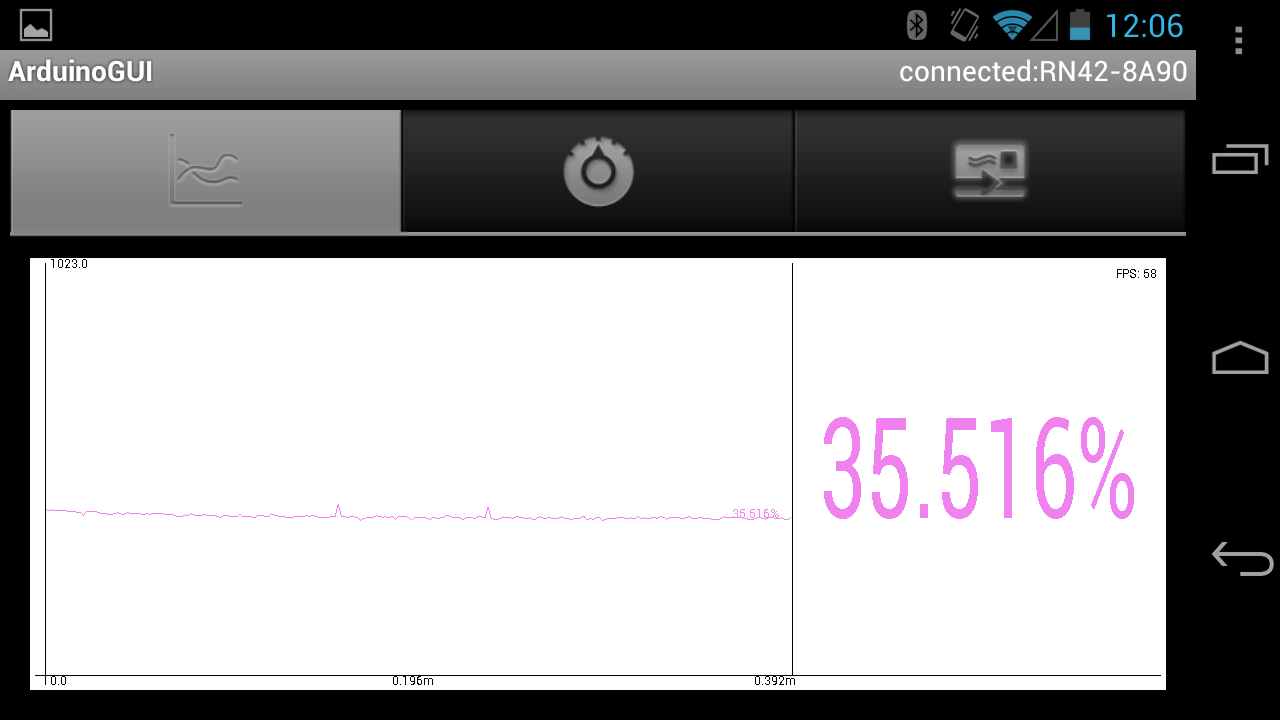 12:06
ArduinoGUI
connected:RN42-8A90
1023.0
FPS: 58
35.516%
35.516%
0.0
0.196m
0.392m